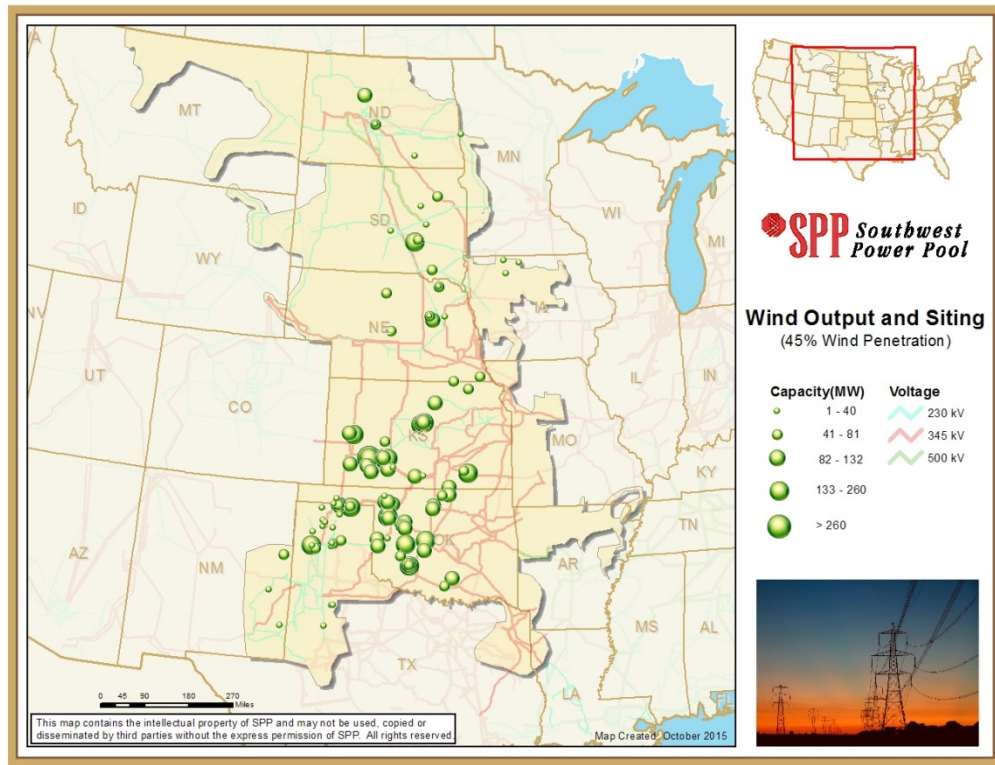 MT
ND
MN
ID
SD
WI
MI
WY
IA
NV
NE
UT
CO
IL
IN
KS
MO
KY
TN
AZ
NM
OK
AR
MS
AL
TX
LA
0 45 90 180 270
Miles
This map contains the intellectual property of SPP and may not be used, copied or
disseminated by third parties without the express permission of SPP. All rights reserved.
Map Created: October 2015
SPP Southwest
Power Pool
Wind Output and Siting
(45% Wind Penetration)
Capacity(MW) Voltage
1 - 40 230 kV
41 - 81 345 kV
82 - 132 500 kV
133 - 260
> 260